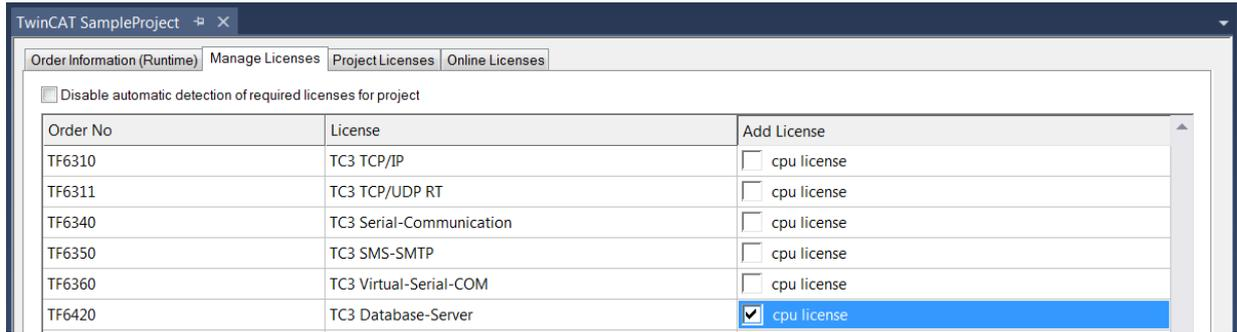 TwinCAT SampleProject
Order Information (Runtime) Manage Licenses Project Licenses Online Licenses
Disable automatic detection of required licenses for project
Order No License Add License
TF6310 TC3 TCP/IP cpu license
TF6311 TC3 TCP/UDP RT cpu license
TF6340 TC3 Serial-Communication cpu license
TF6350 TC3 SMS-SMTP cpu license
TF6360 TC3 Virtual-Serial-COM cpu license
TF6420 TC3 Database-Server cpu license